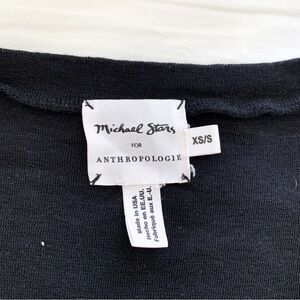 Michael Stars
FOR
ANTHROPOLOGIE
XS/S
Made in USA
Hecho en EE.UU.
Fabriqué aux E.-U.